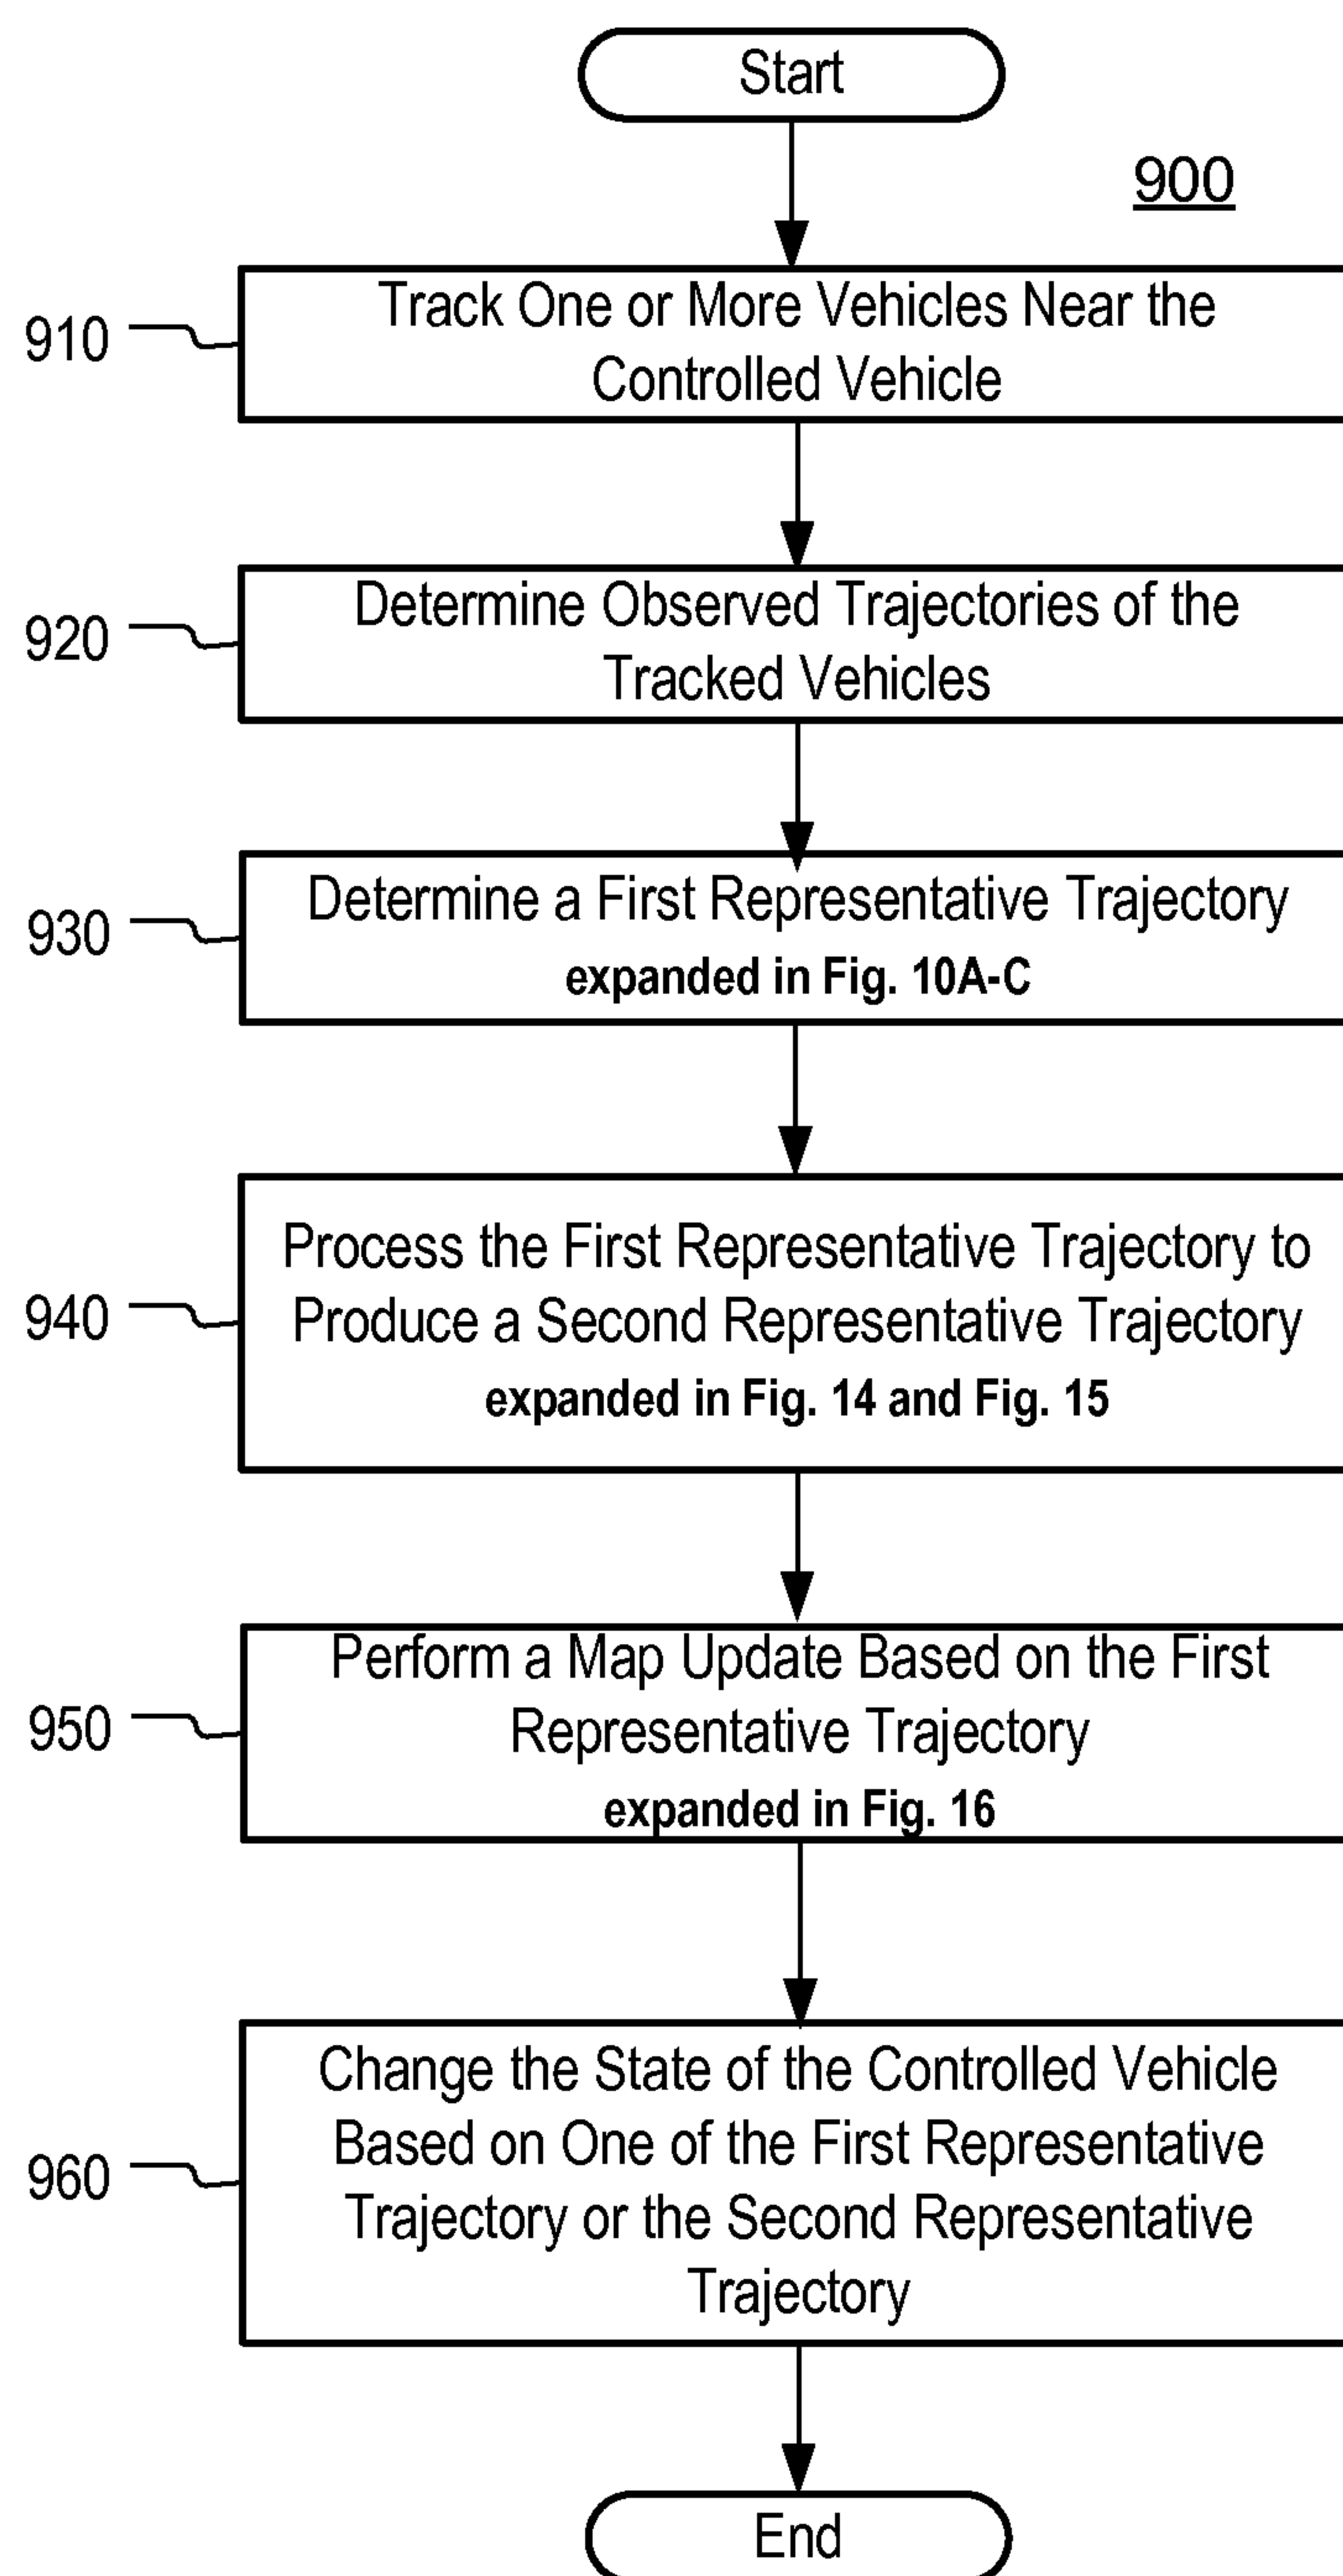 Start
900
910
Track One or More Vehicles Near the
Controlled Vehicle
920
Determine Observed Trajectories of the
Tracked Vehicles
930
Determine a First Representative Trajectory
expanded in Fig. 10A-C
940
Process the First Representative Trajectory to
Produce a Second Representative Trajectory
expanded in Fig. 14 and Fig. 15
950
Perform a Map Update Based on the First
Representative Trajectory
expanded in Fig. 16
960
Change the State of the Controlled Vehicle
Based on One of the First Representative
Trajectory or the Second Representative
Trajectory
End